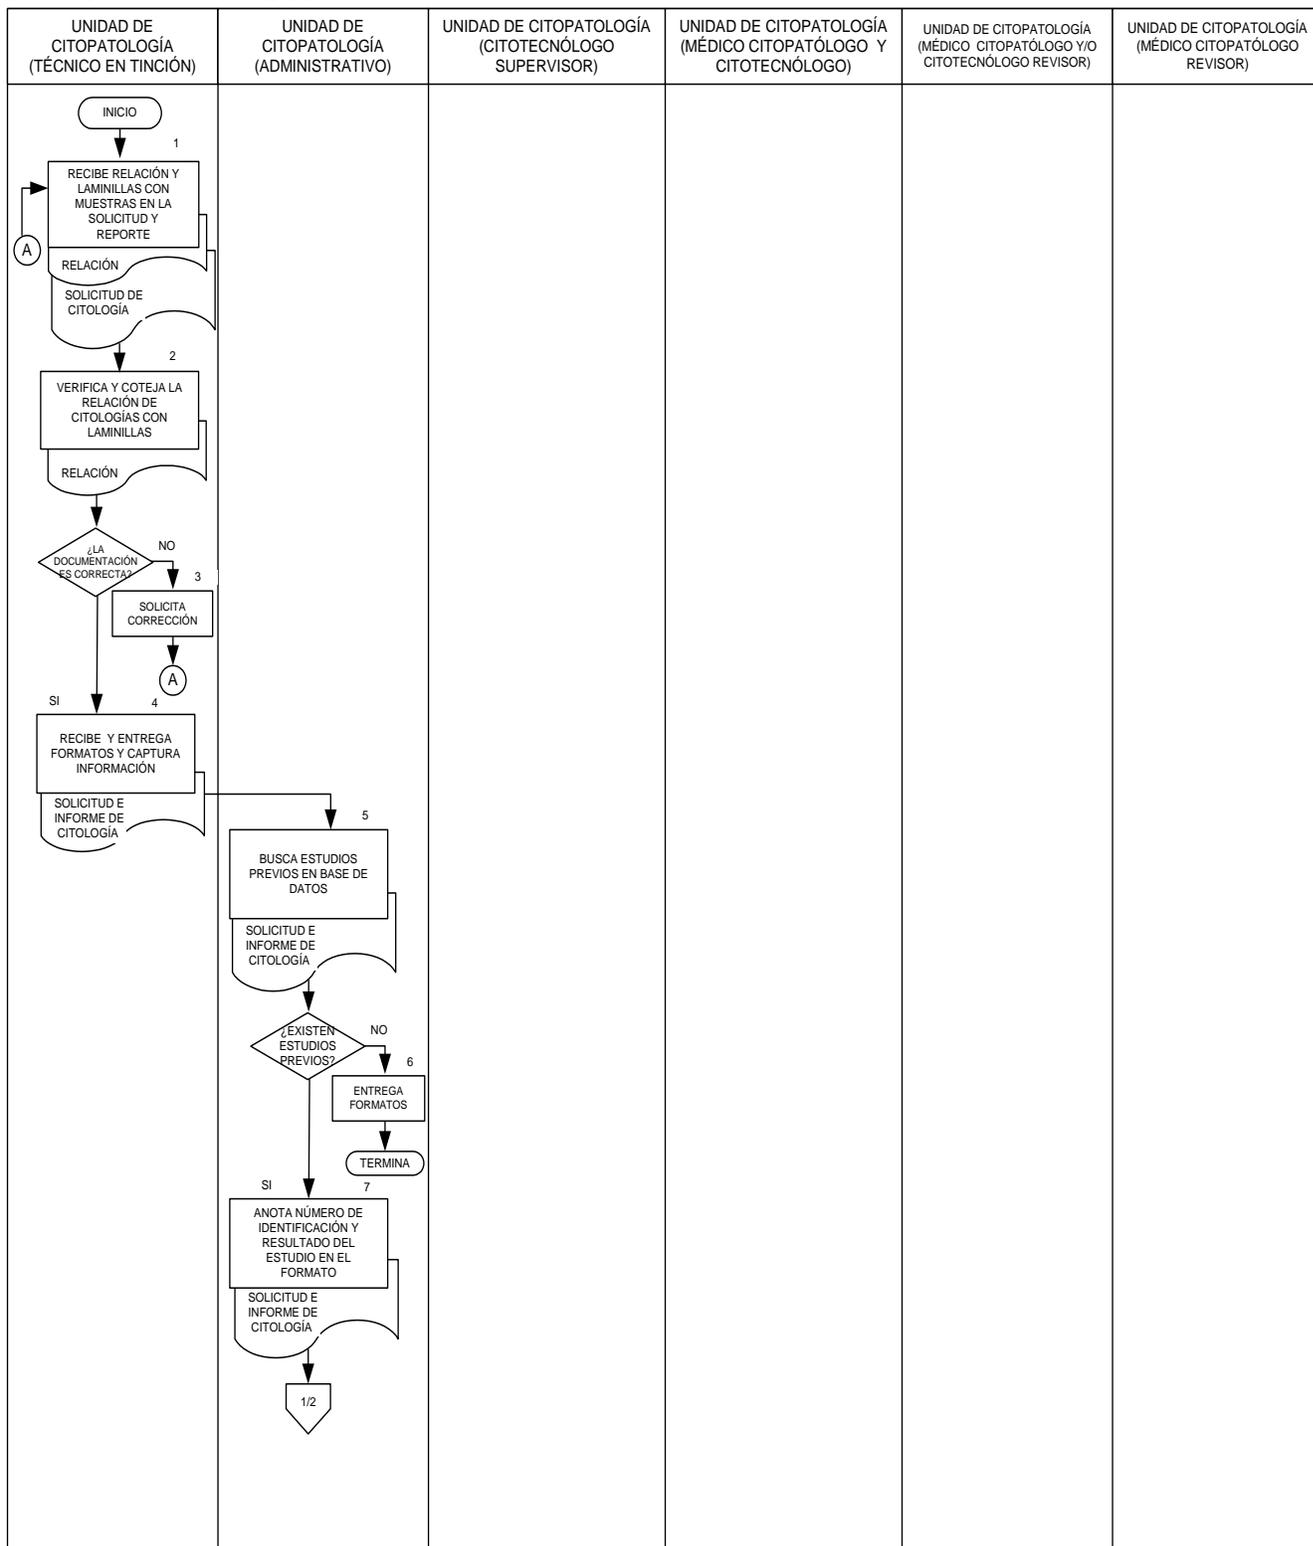 UNIDAD DE
CITOPATOLOGÍA
(TÉCNICO EN TINCIÓN)
UNIDAD DE
CITOPATOLOGÍA
(ADMINISTRATIVO)
UNIDAD DE CITOPATOLOGÍA
(CITOTECNÓLOGO
SUPERVISOR)
UNIDAD DE CITOPATOLOGÍA
(MÉDICO CITOPATÓLOGO Y
CITOTECNÓLOGO)
UNIDAD DE CITOPATOLOGÍA
(MÉDICO CITOPATÓLOGO Y/O
CITOTECNÓLOGO REVISOR)
UNIDAD DE CITOPATOLOGÍA
(MÉDICO CITOPATÓLOGO
REVISOR)
INICIO
1
RECIBE RELACIÓN Y
LAMINILLAS CON
MUESTRAS EN LA
SOLICITUD Y
REPORTE
A
RELACIÓN
SOLICITUD DE
CITOLOGÍA
2
VERIFICA Y COTEJA LA
RELACIÓN DE
CITOLOGÍAS CON
LAMINILLAS
RELACIÓN
¿LA
DOCUMENTACIÓN
ES CORRECTA?
NO
3
SOLICITA
CORRECCIÓN
A
SI
4
RECIBE Y ENTREGA
FORMATOS Y CAPTURA
INFORMACIÓN
SOLICITUD E
INFORME DE
CITOLOGÍA
5
BUSCA ESTUDIOS
PREVIOS EN BASE DE
DATOS
SOLICITUD E
INFORME DE
CITOLOGÍA
¿EXISTEN
ESTUDIOS
PREVIOS?
NO
6
ENTREGA
FORMATOS
TERMINA
SI
7
ANOTA NÚMERO DE
IDENTIFICACIÓN Y
RESULTADO DEL
ESTUDIO EN EL
FORMATO
SOLICITUD E
INFORME DE
CITOLOGÍA
1/2